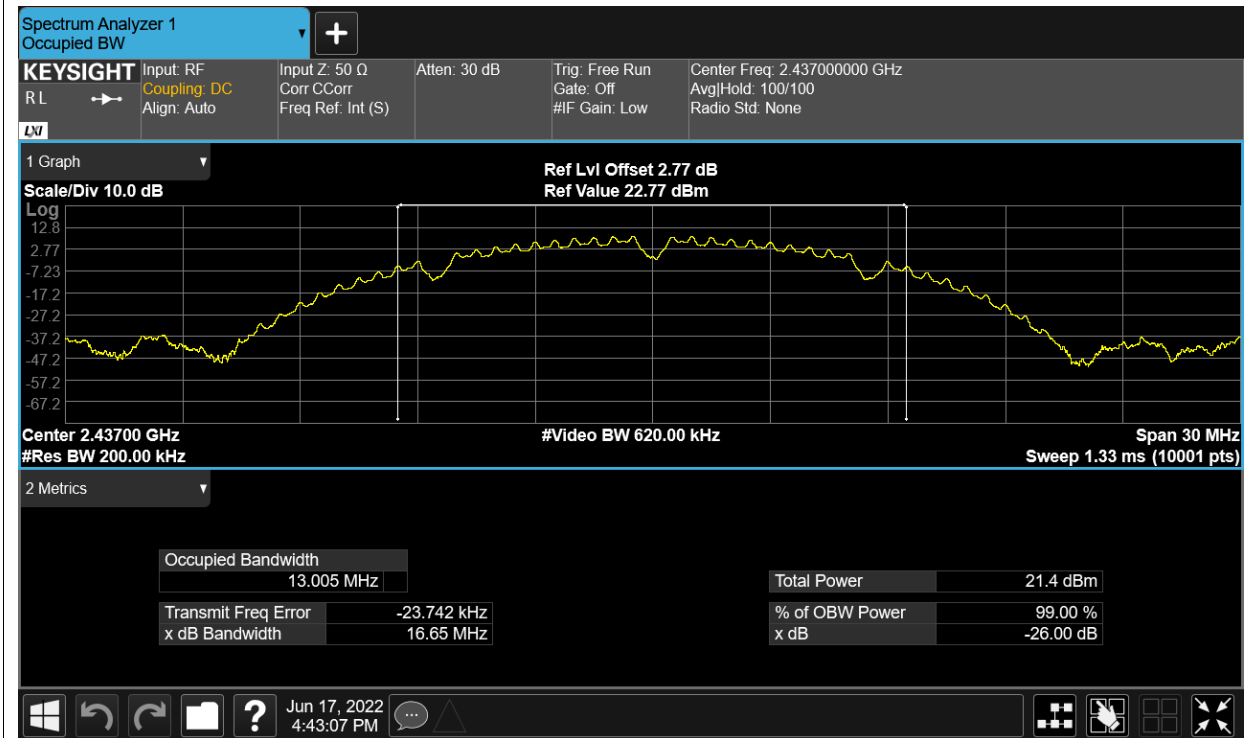 Spectrum Analyzer 1
Occupied BW
KEYSIGHT
R L
LXI
Input: RF
Coupling: DC
Align: Auto
Input Z: 50 Ω
Corr CCorr
Freq Ref: Int (S)
Atten: 30 dB
Trig: Free Run
Gate: Off
#IF Gain: Low
Center Freq: 2.437000000 GHz
Avg|Hold: 100/100
Radio Std: None
1 Graph
Scale/Div 10.0 dB
Ref Lvl Offset 2.77 dB
Ref Value 22.77 dBm
Log
12.8
2.77
-7.23
-17.2
-27.2
-37.2
-47.2
-57.2
-67.2
Center 2.43700 GHz
#Video BW 620.00 kHz
Span 30 MHz
#Res BW 200.00 kHz
Sweep 1.33 ms (10001 pts)
2 Metrics
Occupied Bandwidth
13.005 MHz
Total Power 21.4 dBm
Transmit Freq Error -23.742 kHz
% of OBW Power 99.00 %
x dB Bandwidth 16.65 MHz
x dB -26.00 dB
?
Jun 17, 2022
4:43:07 PM